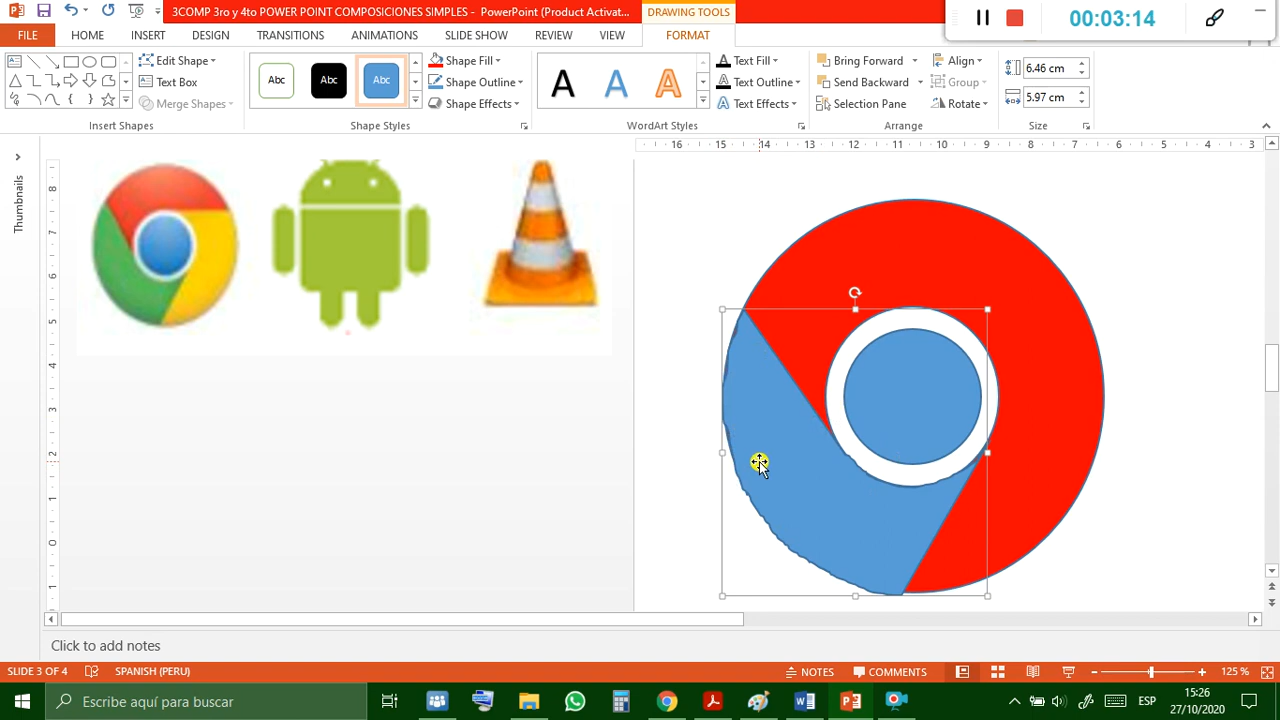 3COMP 3ro y 4to POWER POINT COMPOSICIONES SIMPLES - PowerPoint (Product Activat...
DRAWING TOOLS
00:03:14
FILE HOME INSERT DESIGN TRANSITIONS ANIMATIONS SLIDE SHOW REVIEW VIEW FORMAT
Edit Shape
Text Box
Merge Shapes
Insert Shapes
Abc Abc Abc
Shape Fill
Shape Outline
Shape Effects
Shape Styles
A A A
Text Fill
Text Outline
Text Effects
WordArt Styles
Bring Forward
Send Backward
Selection Pane
Align
Group
Rotate
Arrange
6.46 cm
5.97 cm
Size
16 15 14 13 12 11 10 9 8 7 6 5 4 3
Thumbnails
8
7
6
5
4
3
2
1
0
1
Click to add notes
SLIDE 3 OF 4 SPANISH (PERU) NOTES COMMENTS 125 %
Escribe aquí para buscar
ESP
15:26
27/10/2020